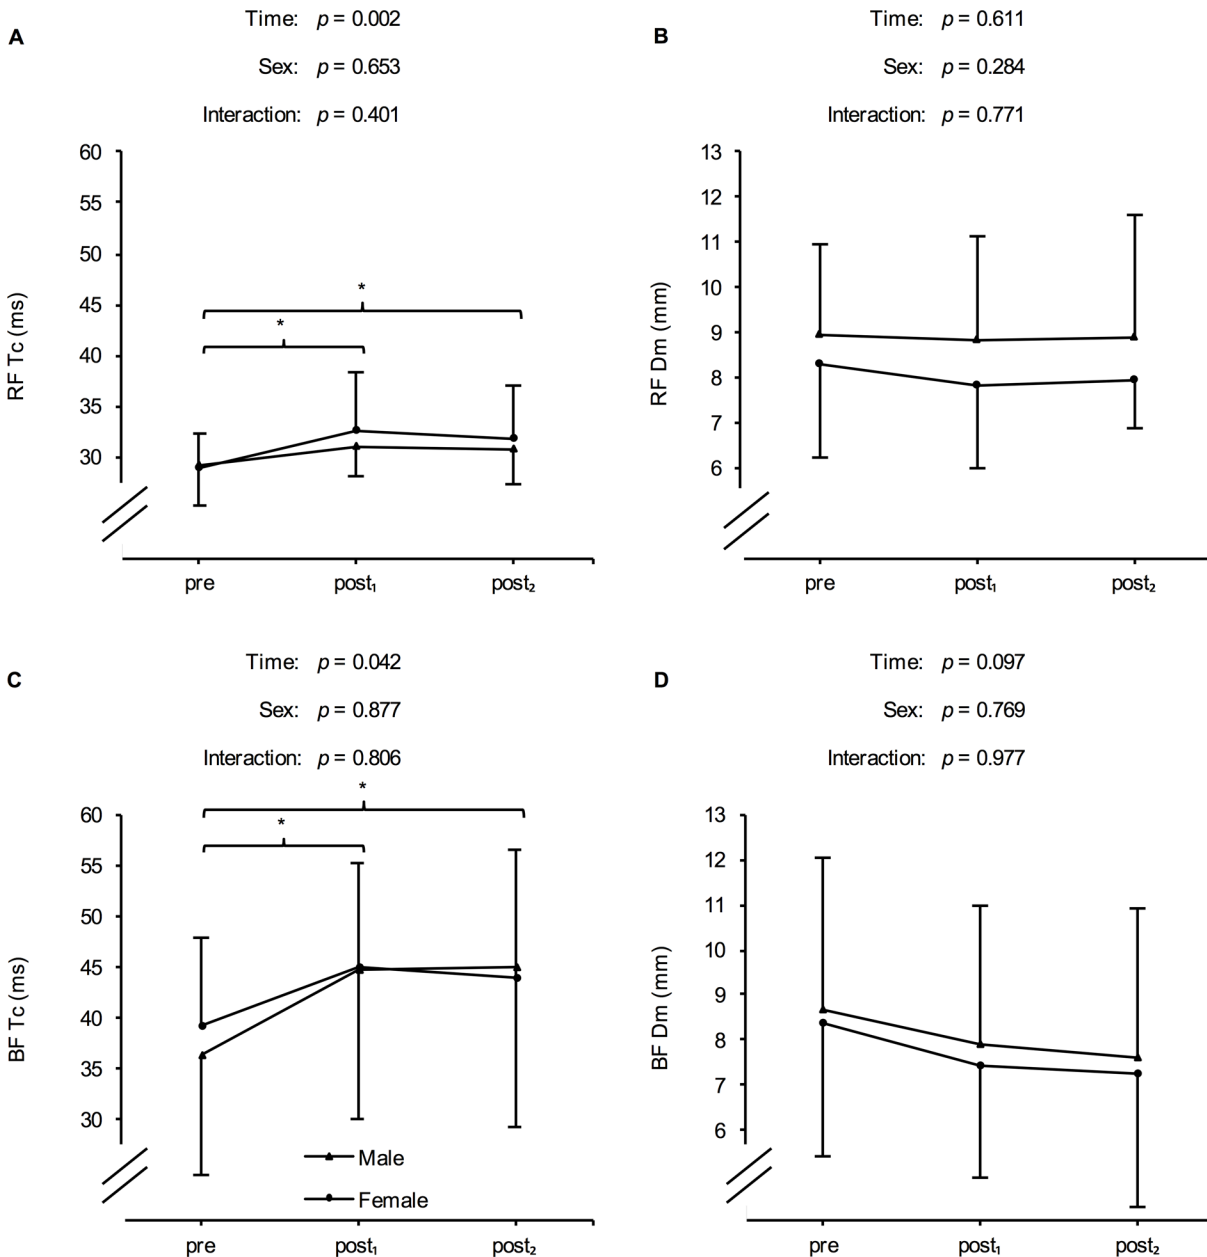 A
Time: p = 0.002
Sex: p = 0.653
Interaction: p = 0.401
RF Tc (ms)
60
55
50
45
40
35
30
*
*
pre
post₁
post₂
B
Time: p = 0.611
Sex: p = 0.284
Interaction: p = 0.771
RF Dm (mm)
13
12
11
10
9
8
7
6
pre
post₁
post₂
C
Time: p = 0.042
Sex: p = 0.877
Interaction: p = 0.806
BF Tc (ms)
60
55
50
45
40
35
30
*
*
Male
Female
pre
post₁
post₂
D
Time: p = 0.097
Sex: p = 0.769
Interaction: p = 0.977
BF Dm (mm)
13
12
11
10
9
8
7
6
pre
post₁
post₂